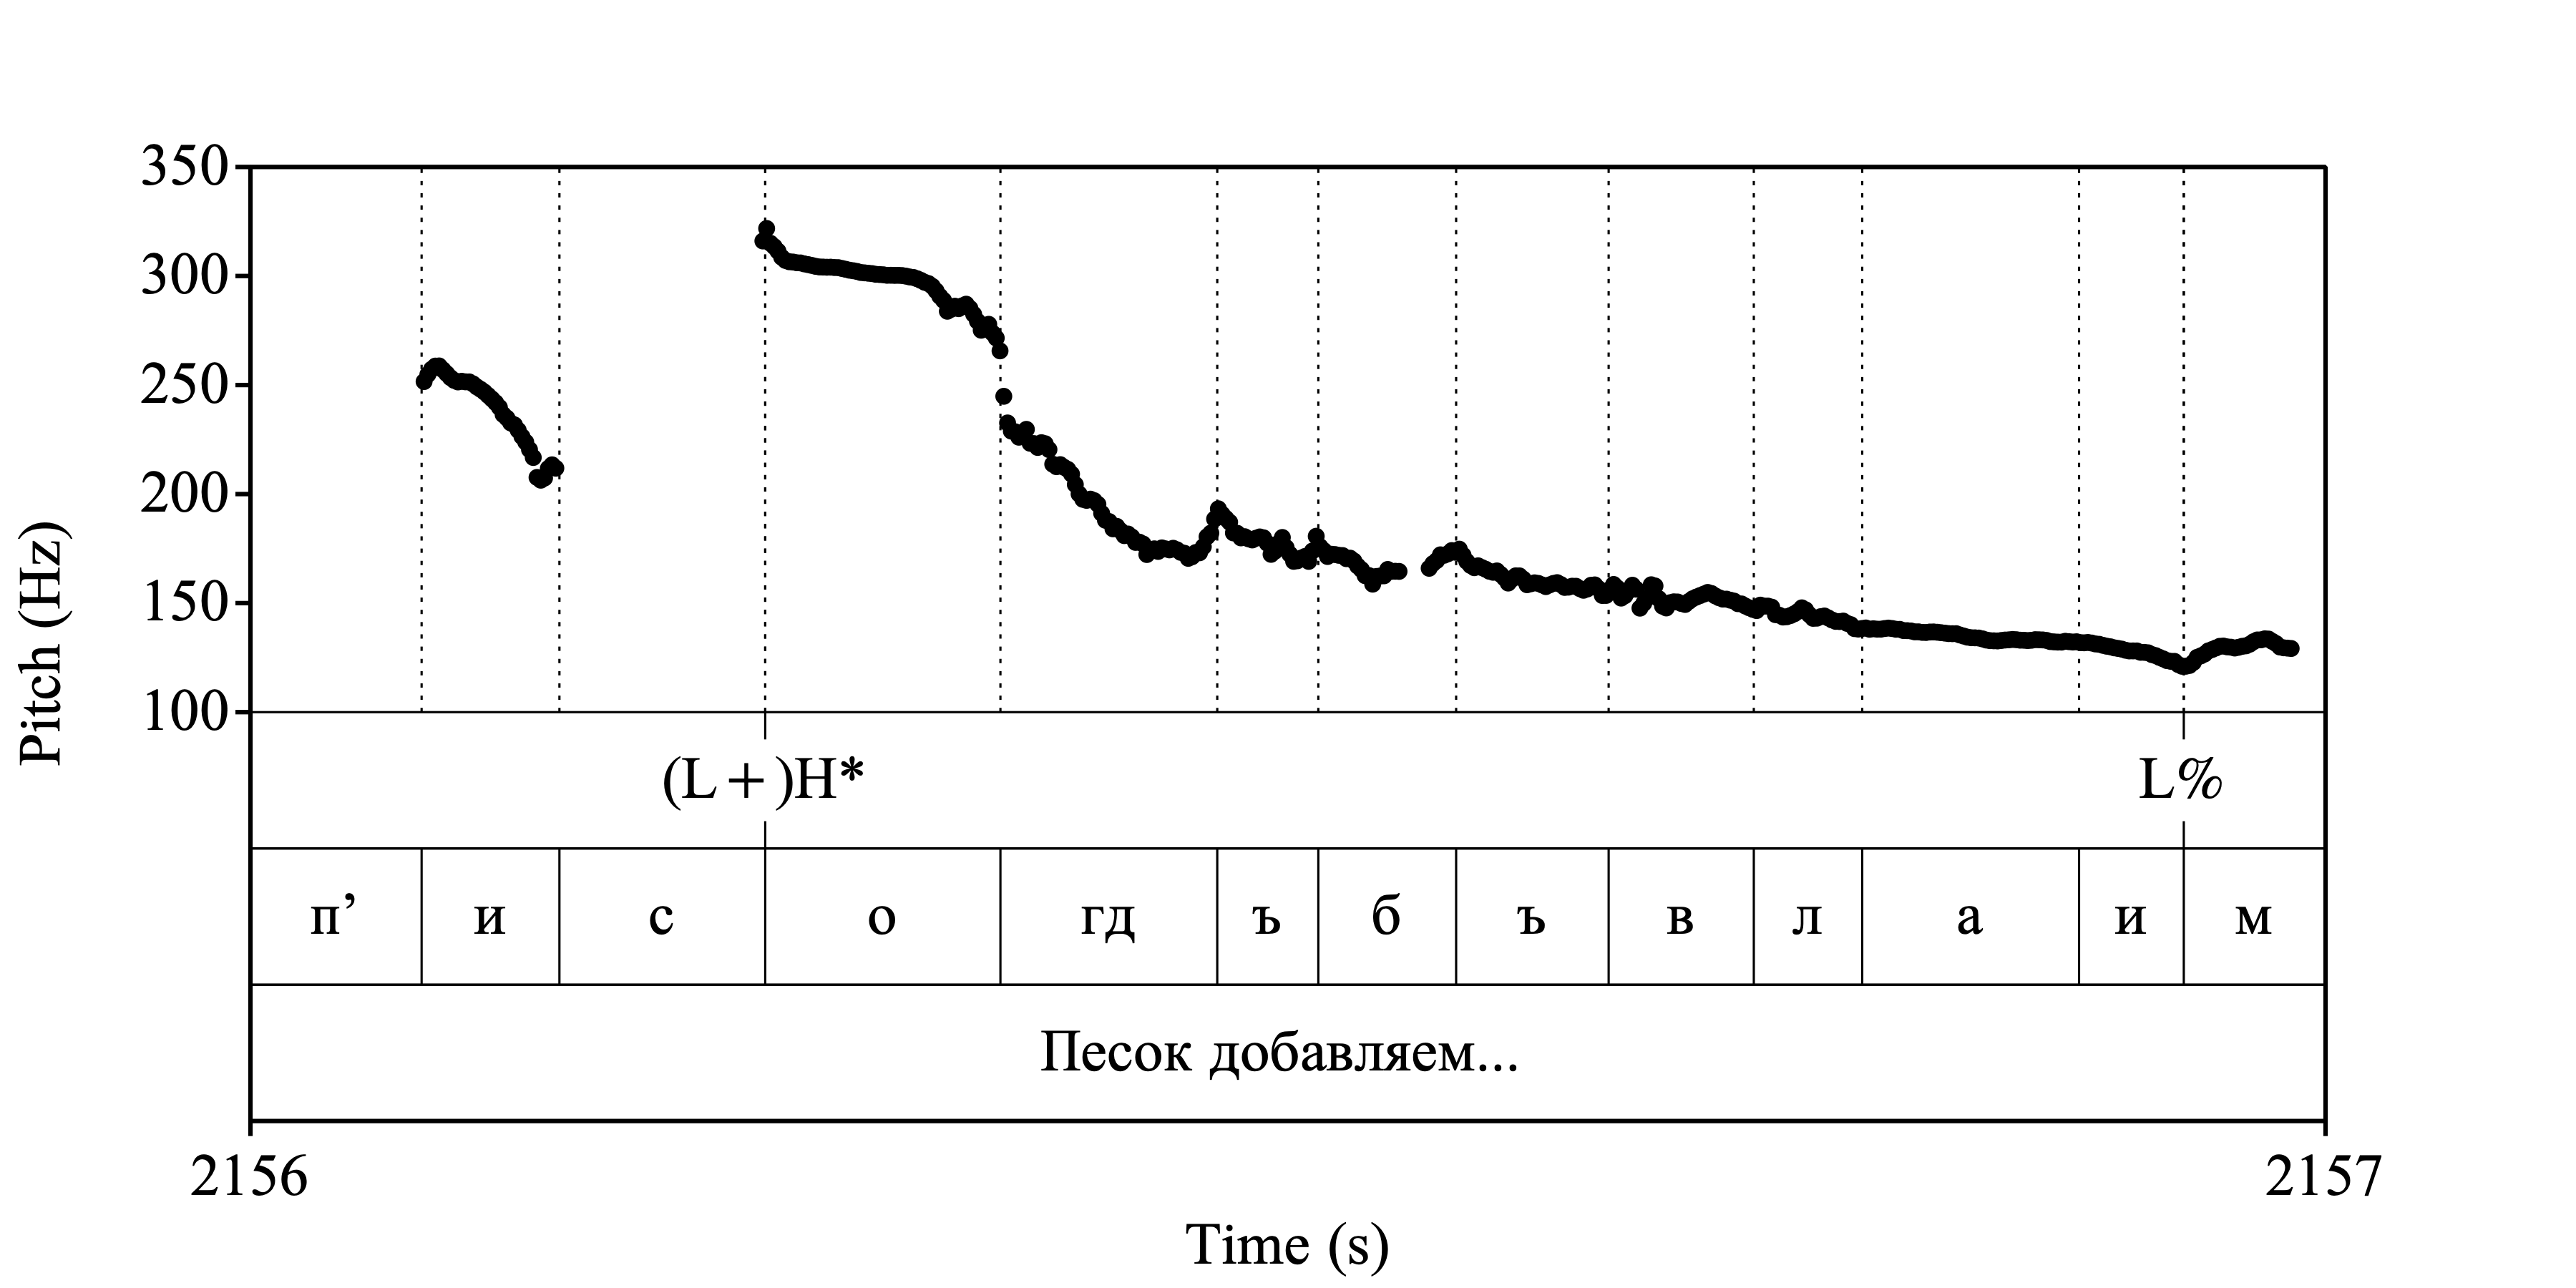 350
300
250
200
150
100
Pitch (Hz)
(L+)H* L%
п’ и с о гд ъ б ъ в л а и м
Песок добавляем...
2156 2157
Time (s)